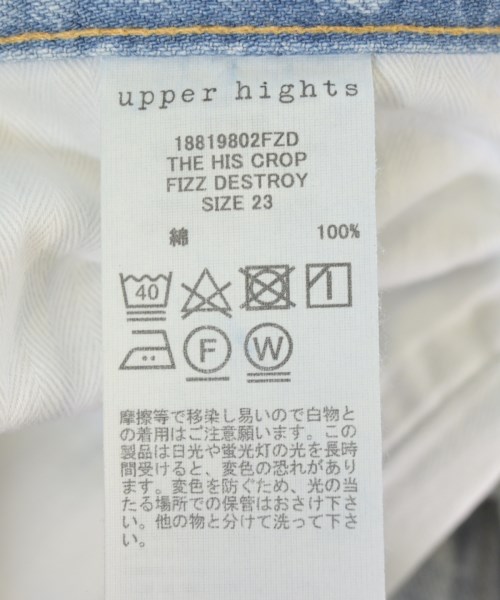 upper hights
18819802FZD
THE HIS CROP
FIZZ DESTROY
SIZE 23
綿 100%
40
F W
摩擦等で移染し易いので白物と
の着用はご注意願います。この
製品は日光や蛍光灯の光を長時
間受けると、変色の恐れがあり
ます。変色を防ぐため、光の当
たる場所での保管はおさけ下さ
い。他の物と分けて洗って下さ
い。